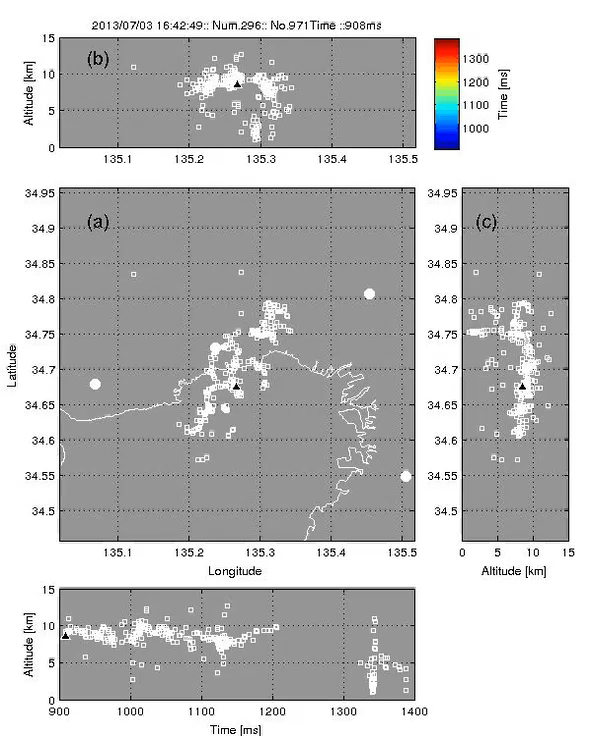 2013/07/03 16:42:49:: Num.296:: No.971Time ::908ms
15
10
5
0
Altitude [km]
(b)
135.1 135.2 135.3 135.4 135.5
1300
1200
1100
1000
Time [ms]
34.95
34.9
34.85
34.8
34.75
34.7
34.65
34.6
34.55
34.5
Latitude
(a)
135.1 135.2 135.3 135.4 135.5
Longitude
34.95
34.9
34.85
34.8
34.75
34.7
34.65
34.6
34.55
34.5
(c)
0 5 10 15
Altitude [km]
15
10
5
0
Altitude [km]
900 1000 1100 1200 1300 1400
Time [ms]